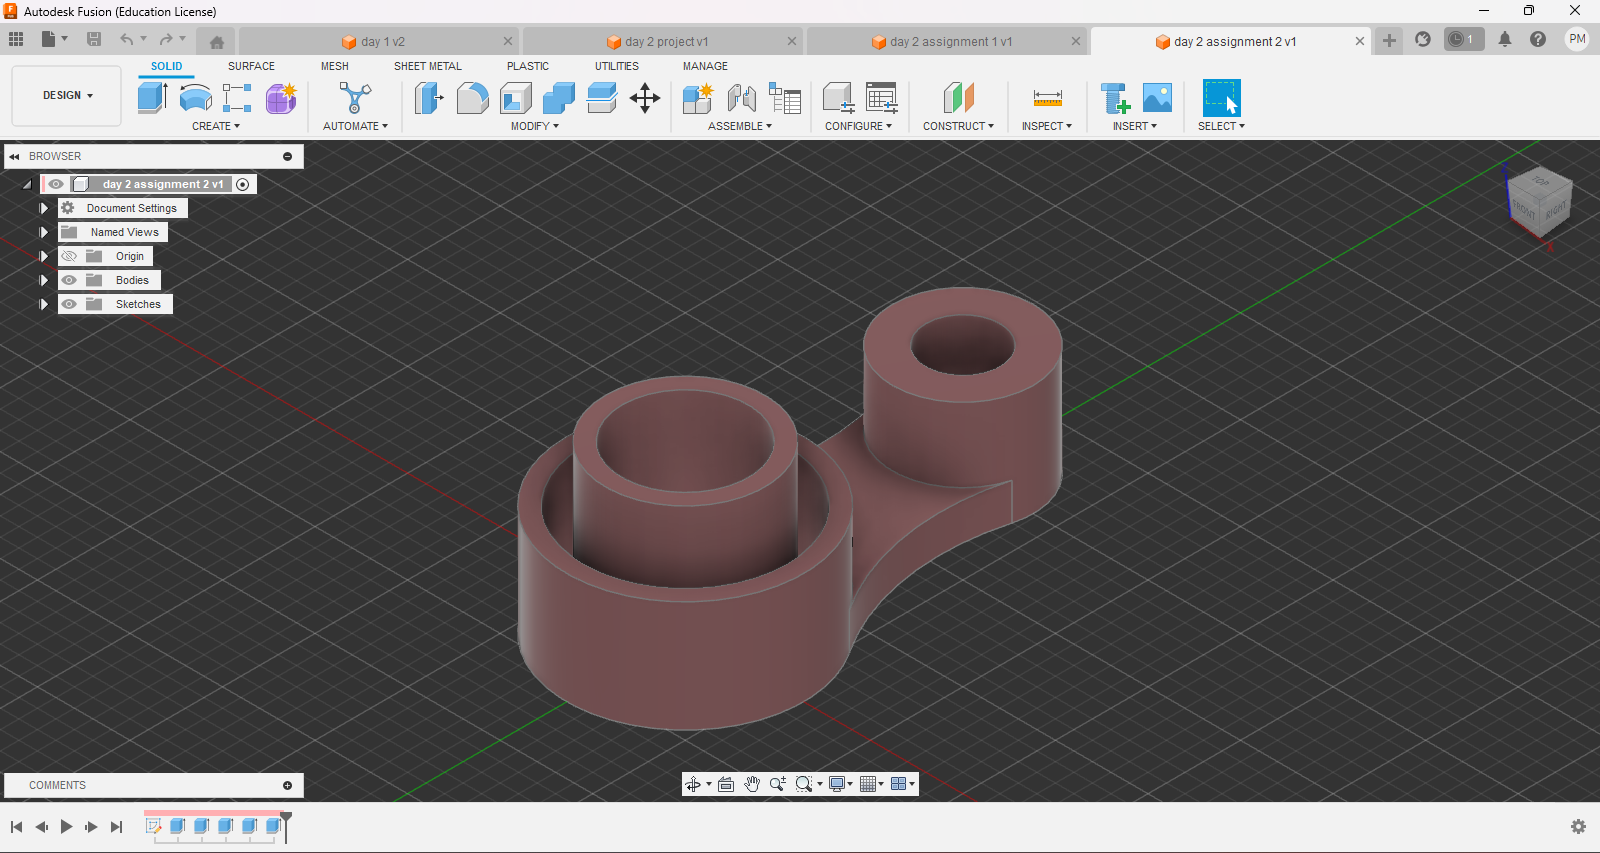 Autodesk Fusion (Education License)
day 1 v2
day 2 project v1
day 2 assignment 1 v1
day 2 assignment 2 v1
1
PM
SOLID
SURFACE
MESH
SHEET METAL
PLASTIC
UTILITIES
MANAGE
DESIGN
CREATE
AUTOMATE
MODIFY
ASSEMBLE
CONFIGURE
CONSTRUCT
INSPECT
INSERT
SELECT
BROWSER
day 2 assignment 2 v1
Document Settings
Named Views
Origin
Bodies
Sketches
TOP
FRONT
RIGHT
Z
X
COMMENTS